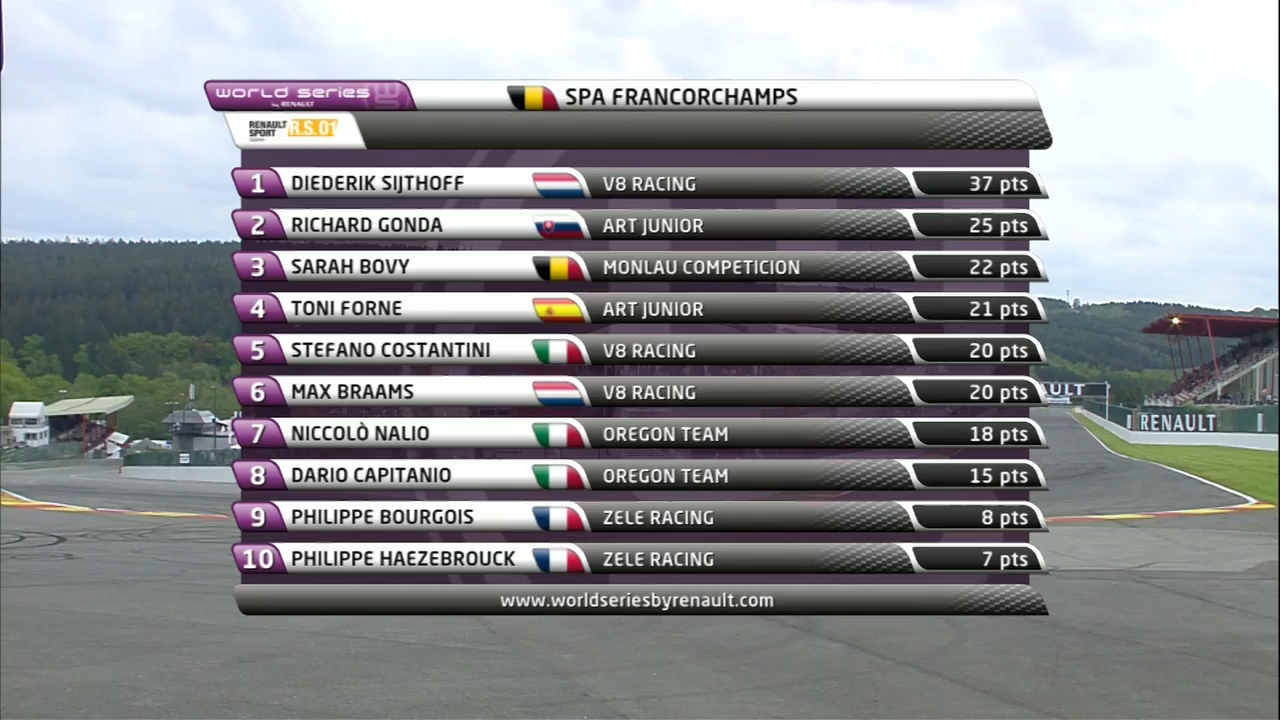 world series
by RENAULT
SPA FRANCORCHAMPS
RENAULT
SPORT
R.S.01
1 DIEDERIK SIJTHOFF V8 RACING 37 pts
2 RICHARD GONDA ART JUNIOR 25 pts
3 SARAH BOVY MONLAU COMPETICION 22 pts
4 TONI FORNE ART JUNIOR 21 pts
5 STEFANO COSTANTINI V8 RACING 20 pts
6 MAX BRAAMS V8 RACING 20 pts
7 NICCOLÒ NALIO OREGON TEAM 18 pts
8 DARIO CAPITANIO OREGON TEAM 15 pts
9 PHILIPPE BOURGOIS ZELE RACING 8 pts
10 PHILIPPE HAEZEBROUCK ZELE RACING 7 pts
www.worldseriesbyrenault.com
AULT
RENAULT